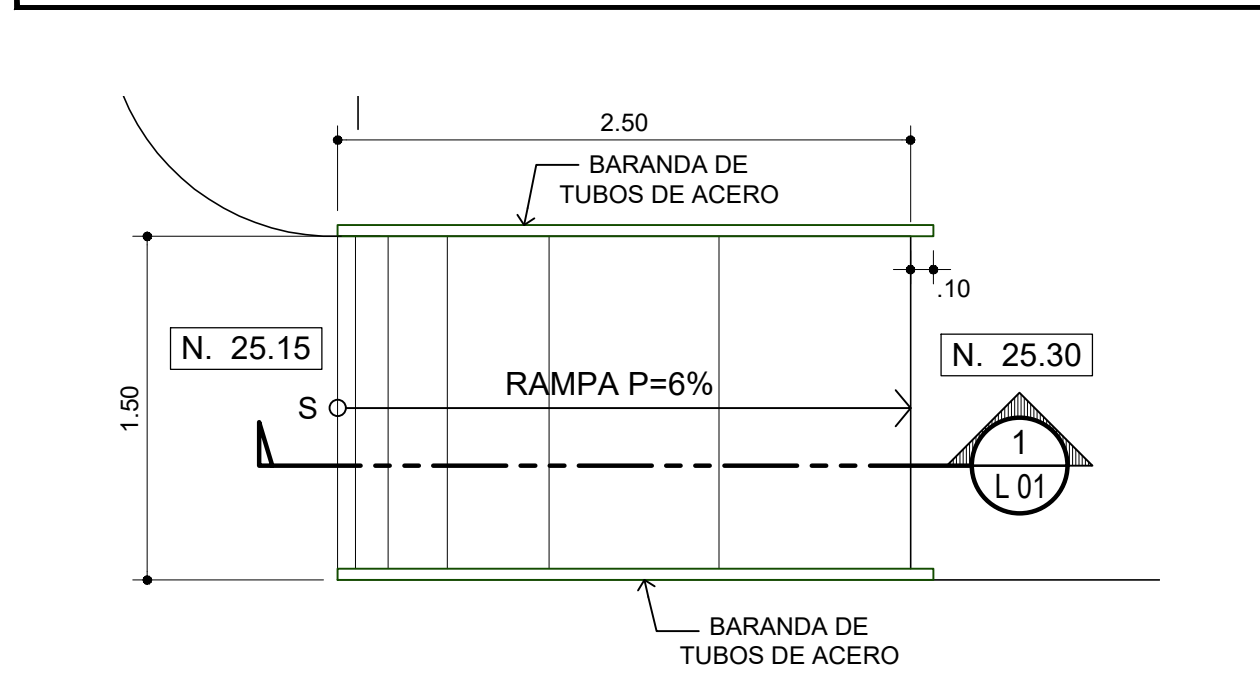 2.50
BARANDA DE
TUBOS DE ACERO
.10
N. 25.15
N. 25.30
1.50
RAMPA P=6%
S
1
L 01
BARANDA DE
TUBOS DE ACERO